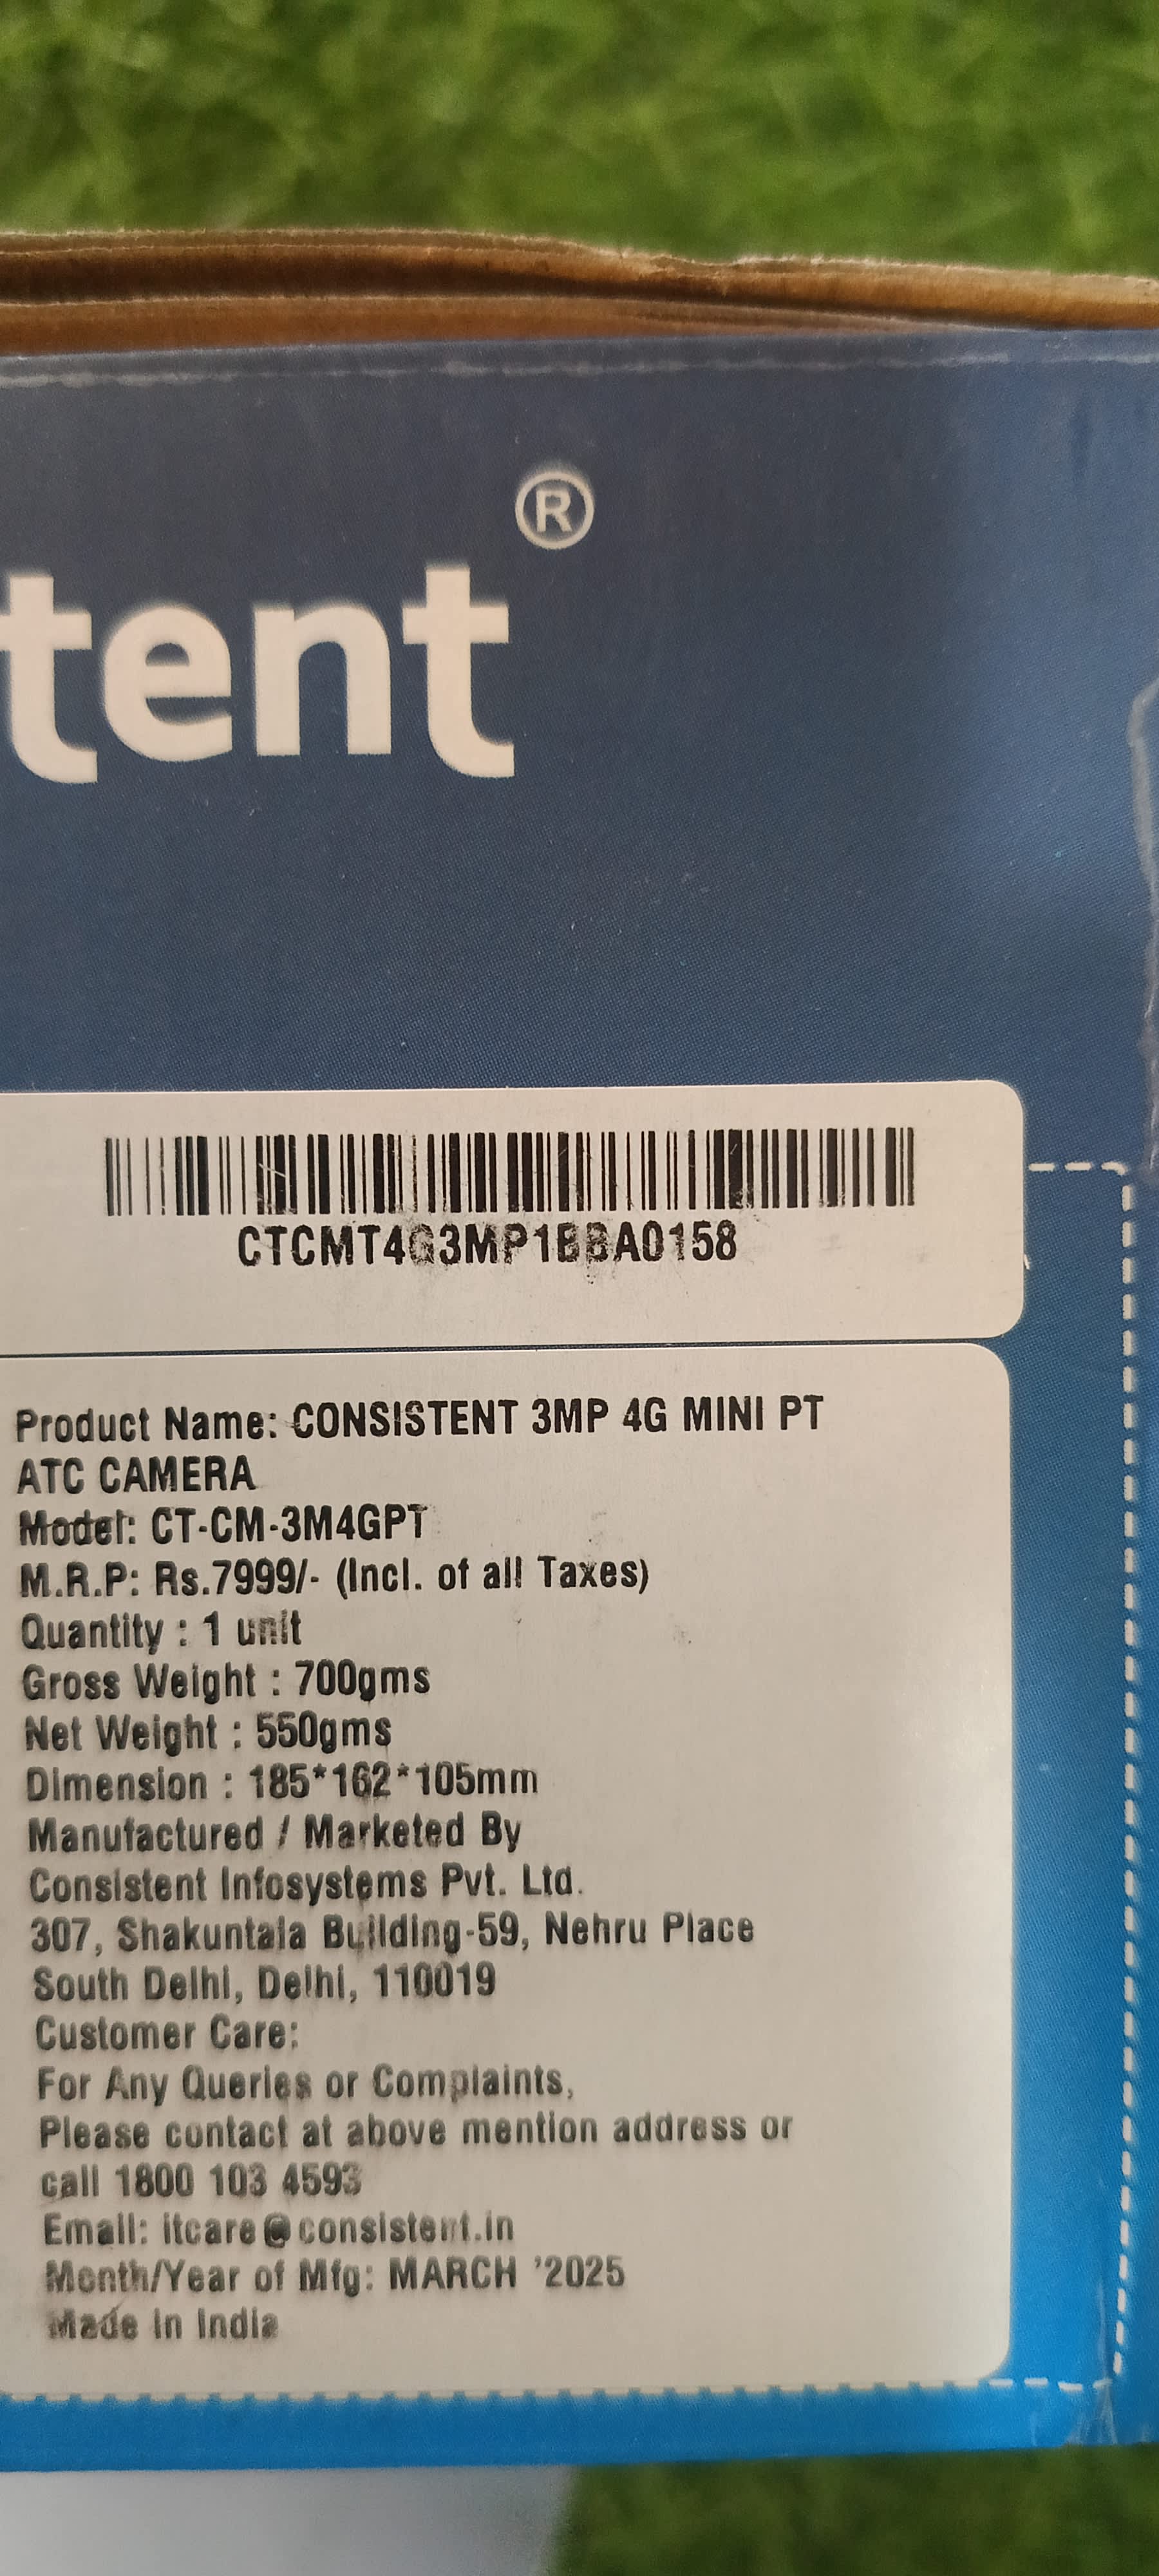 tent®
CTCMT4G3MP1BBA0158
Product Name: CONSISTENT 3MP 4G MINI PT
ATC CAMERA
Model: CT-CM-3M4GPT
M.R.P: Rs.7999/- (Incl. of all Taxes)
Quantity : 1 unit
Gross Weight : 700gms
Net Weight : 550gms
Dimension : 185*162*105mm
Manufactured / Marketed By
Consistent Infosystems Pvt. Ltd.
307, Shakuntala Building-59, Nehru Place
South Delhi, Delhi, 110019
Customer Care:
For Any Queries or Complaints,
Please contact at above mention address or
call 1800 103 4593
Email: itcare@consistent.in
Month/Year of Mfg: MARCH '2025
Made In India